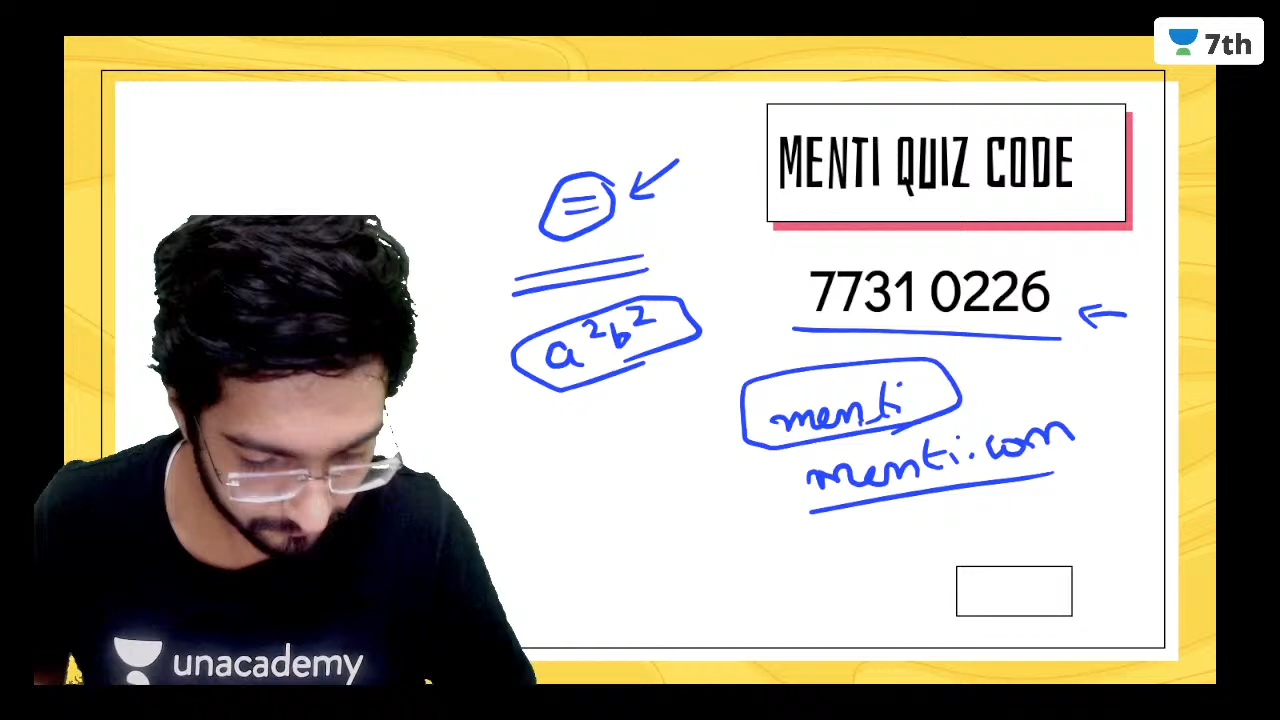 7th
MENTI QUIZ CODE
=
7731 0226
a²b²
menti
menti.com
unacademy